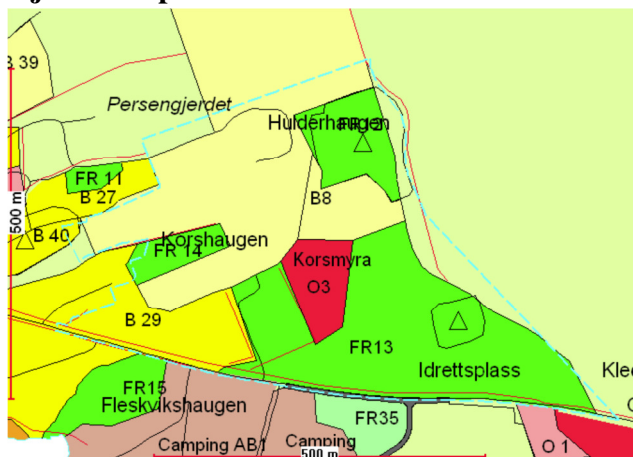 B 39
Persengjerdet
Hulderhaugen
FR12
FR 11
B 27
B8
500 m
B 40
Korshaugen
FR 14
Korsmyra
O3
B 29
FR13
Idrettsplass
FR15
Fleskvikshaugen
FR35
Camping AB1
Camping
O 1
500 m